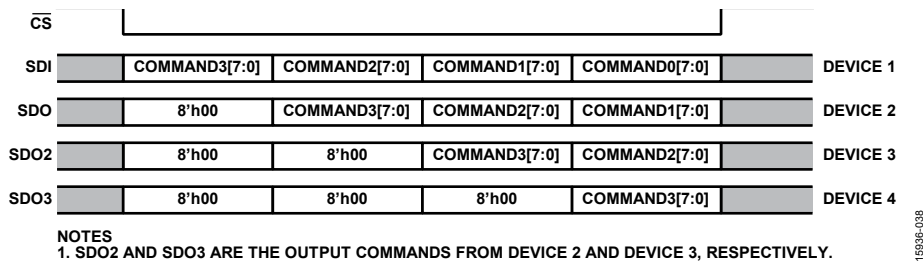 CS
SDI COMMAND3[7:0] COMMAND2[7:0] COMMAND1[7:0] COMMAND0[7:0] DEVICE 1
SDO 8’h00 COMMAND3[7:0] COMMAND2[7:0] COMMAND1[7:0] DEVICE 2
SDO2 8’h00 8’h00 COMMAND3[7:0] COMMAND2[7:0] DEVICE 3
SDO3 8’h00 8’h00 8’h00 COMMAND3[7:0] DEVICE 4
NOTES
1. SDO2 AND SDO3 ARE THE OUTPUT COMMANDS FROM DEVICE 2 AND DEVICE 3, RESPECTIVELY.
15936-038